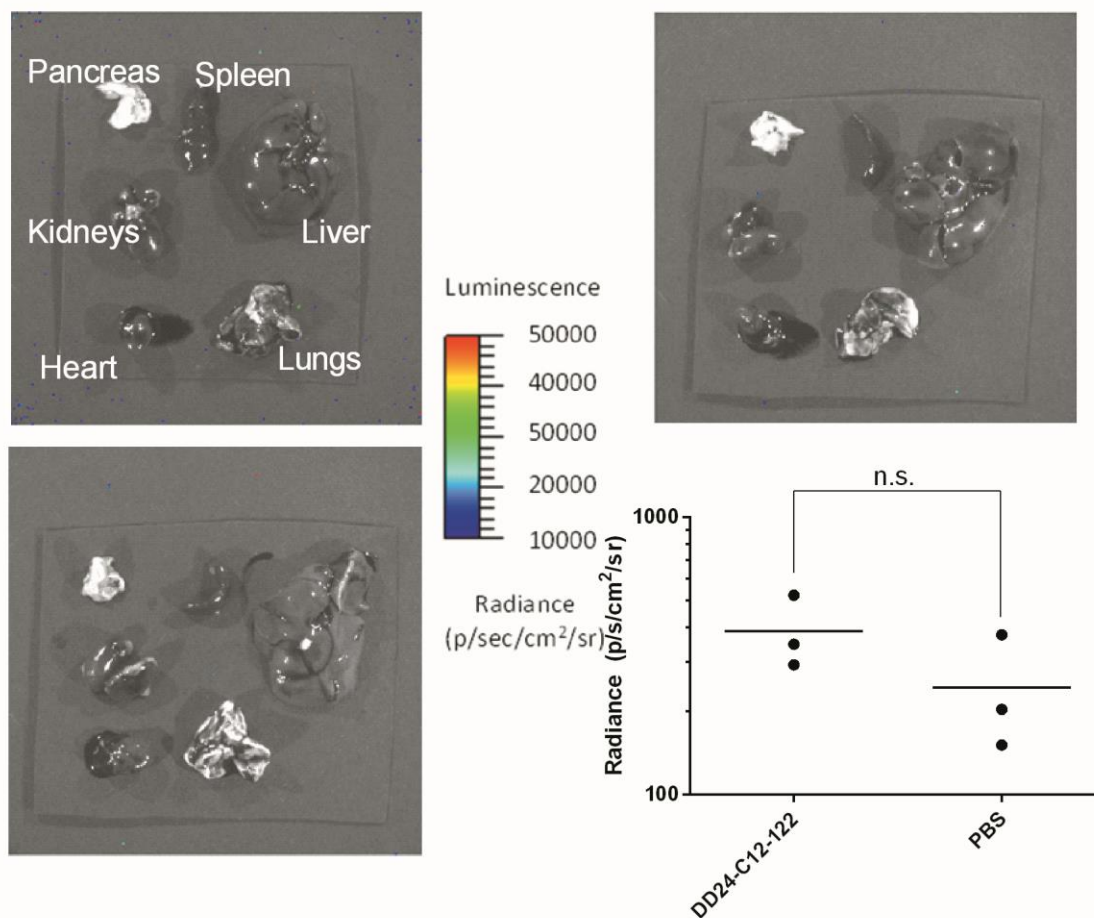 Pancreas Spleen
Kidneys Liver
Heart Lungs
Luminescence
50000
40000
50000
20000
10000
Radiance
(p/sec/cm²/sr)
n.s.
1000
100
Radiance (p/s/cm²/sr)
DD24-C12-122
PBS